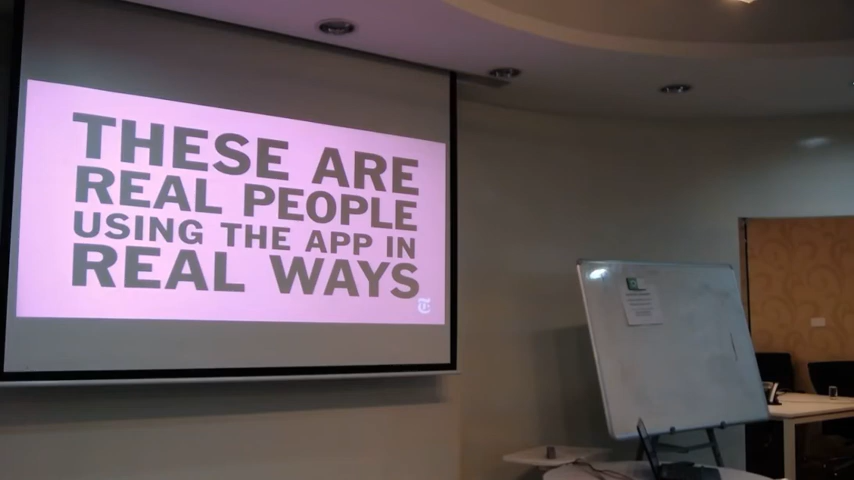 THESE ARE
REAL PEOPLE
USING THE APP IN
REAL WAYS
T